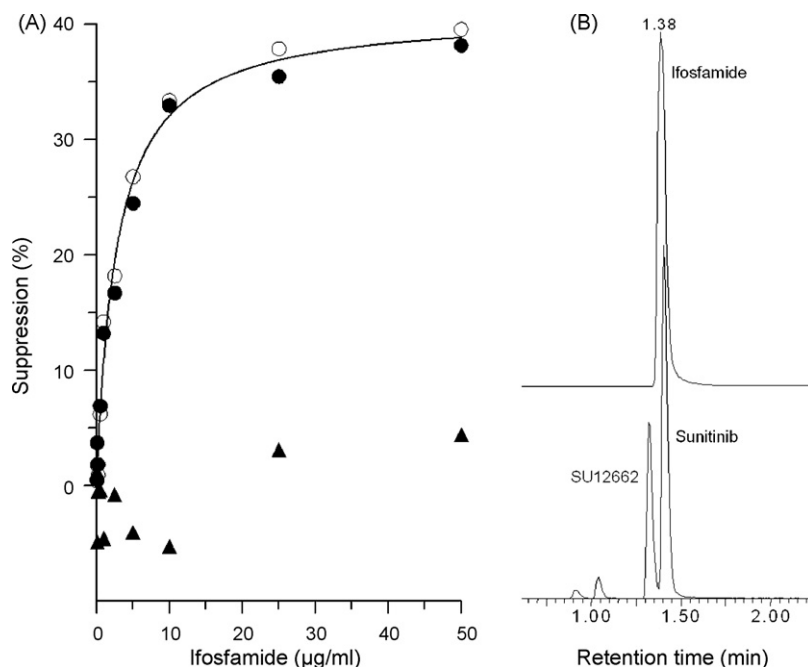 (A)
40
30
20
10
0
Suppression (%)
0 10 20 30 40 50
Ifosfamide (µg/ml)
(B)
1.38
Ifosfamide
Sunitinib
SU12662
1.00 1.50 2.00
Retention time (min)